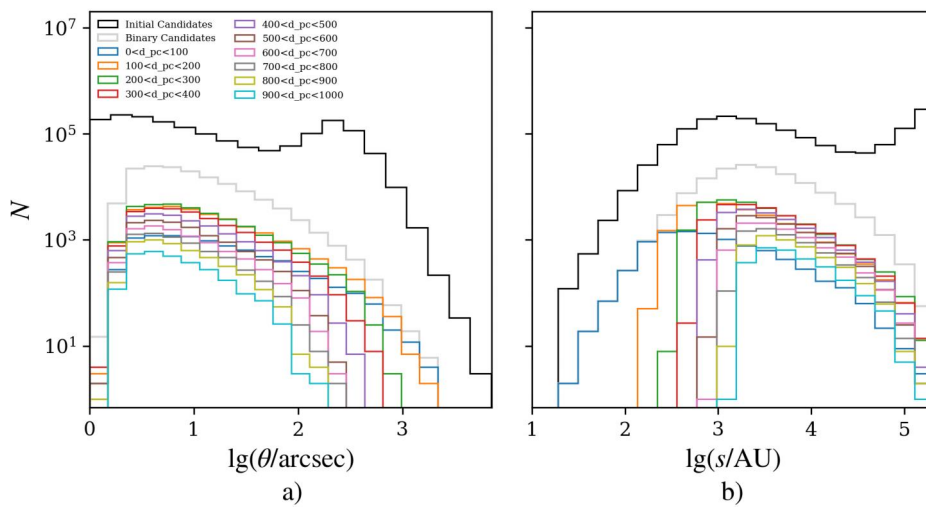 10^7
10^5
10^3
10^1
N
Initial Candidates
Binary Candidates
0<d_pc<100
100<d_pc<200
200<d_pc<300
300<d_pc<400
400<d_pc<500
500<d_pc<600
600<d_pc<700
700<d_pc<800
800<d_pc<900
900<d_pc<1000
0 1 2 3
lg(θ/arcsec)
a)
1 2 3 4 5
lg(s/AU)
b)